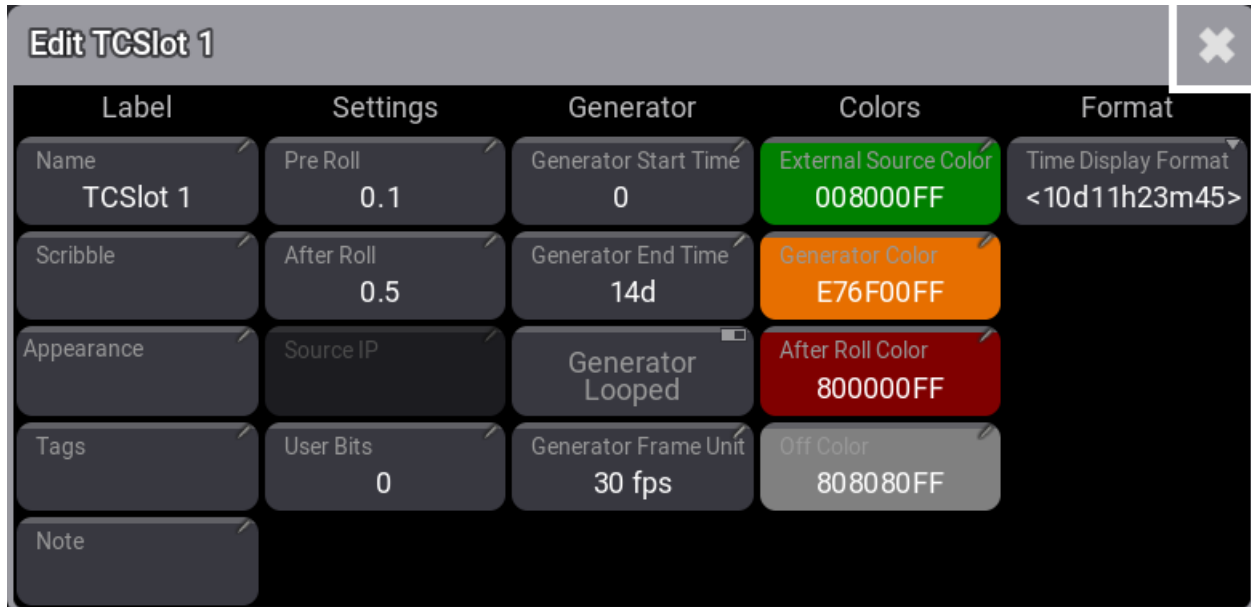 Edit TCSlot 1
Label Settings Generator Colors Format
Name Pre Roll Generator Start Time External Source Color Time Display Format
TCSlot 1 0.1 0 008000FF <10d11h23m45>
Scribble After Roll Generator End Time Generator Color
0.5 14d E76F00FF
Appearance Source IP Generator Looped After Roll Color
800000FF
Tags User Bits Generator Frame Unit Off Color
0 30 fps 808080FF
Note